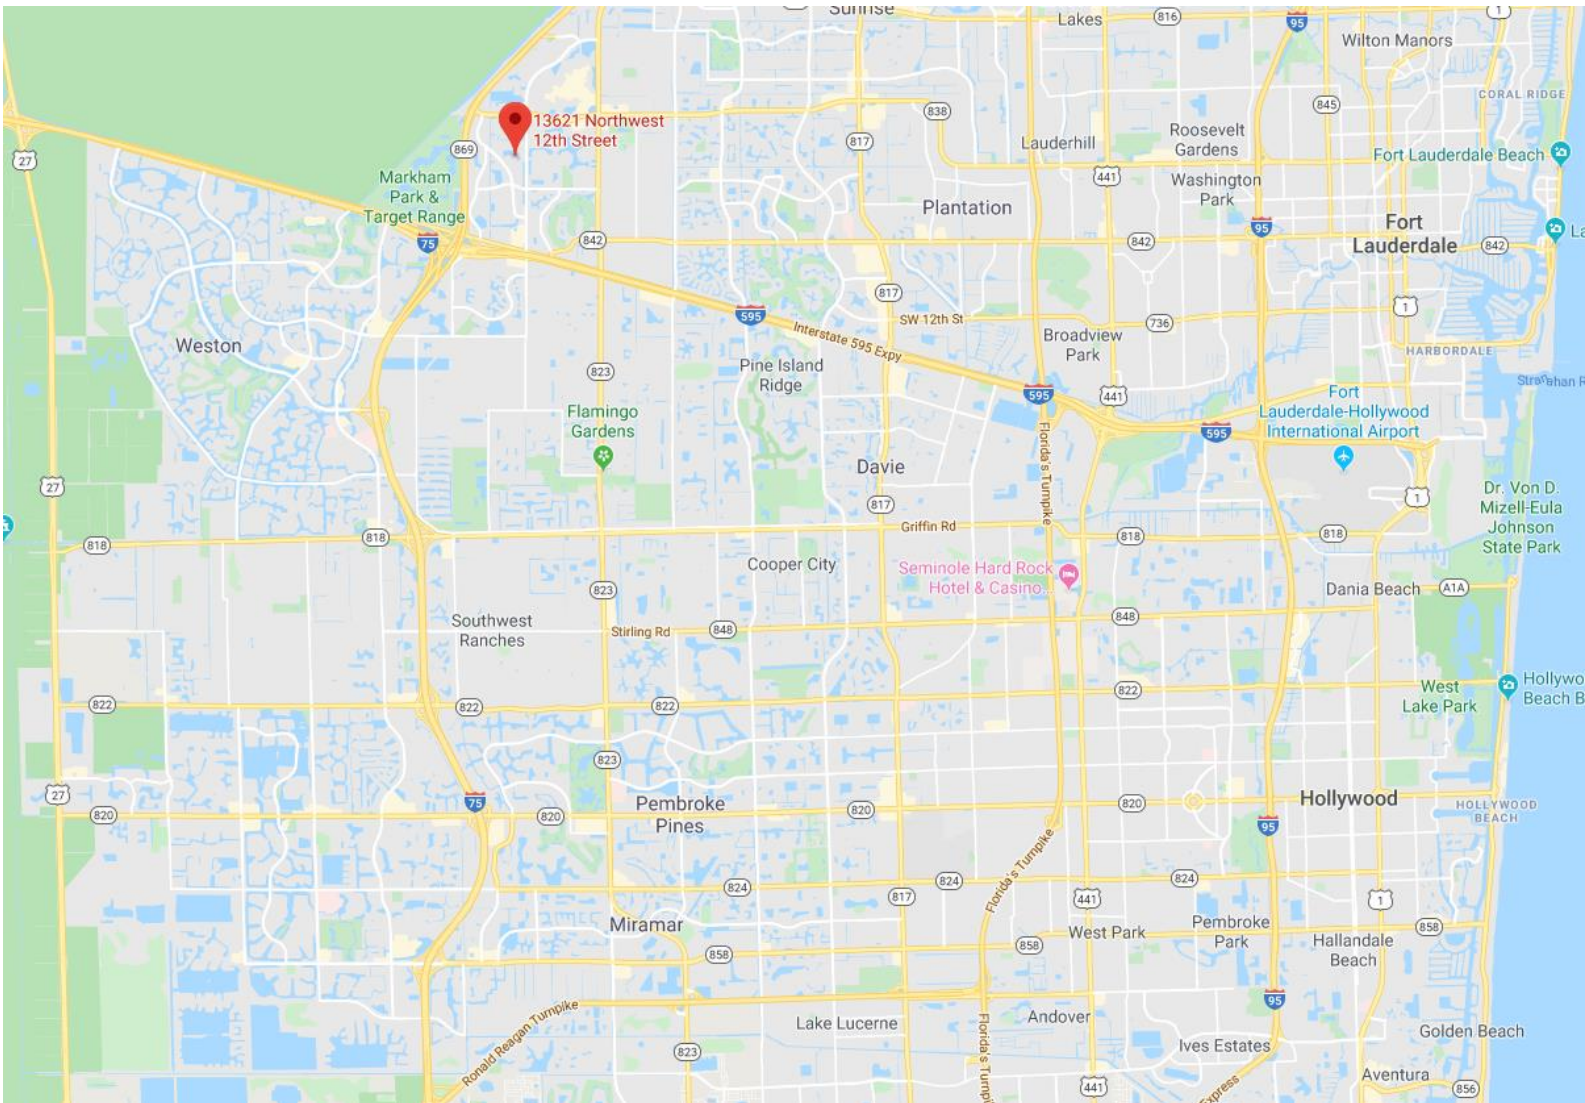 Sunrise
Lakes
816
95
1
Wilton Manors
CORAL RIDGE
13621 Northwest
12th Street
838
845
27
869
817
Lauderhill
Roosevelt
Gardens
Fort Lauderdale Beach
Markham
Park &
Target Range
441
Washington
Park
Plantation
75
842
842
95
Fort
Lauderdale
842
La
817
595
SW 12th St
736
1
Interstate 595 Expy
Weston
Broadview
Park
HARBORDALE
Pine Island
Ridge
823
595
441
Fort
Lauderdale-Hollywood
International Airport
Stranahan R
Flamingo
Gardens
595
Florida's Turnpike
Davie
27
817
1
Dr. Von D.
Mizell-Eula
Johnson
State Park
Griffin Rd
818
818
818
818
Cooper City
Seminole Hard Rock
Hotel & Casino...
823
Dania Beach
A1A
Southwest
Ranches
Stirling Rd
848
848
822
822
822
822
West
Lake Park
Hollywo
Beach B
823
27
75
Pembroke
Pines
820
820
820
820
Hollywood
HOLLYWOOD
BEACH
95
Florida's Turnpike
824
824
824
817
441
1
Miramar
West Park
Pembroke
Park
858
858
858
Hallandale
Beach
95
Ronald Reagan Turnpike
Lake Lucerne
Andover
Florida's Turnpi
Golden Beach
823
Ives Estates
441
Express
Aventura
856